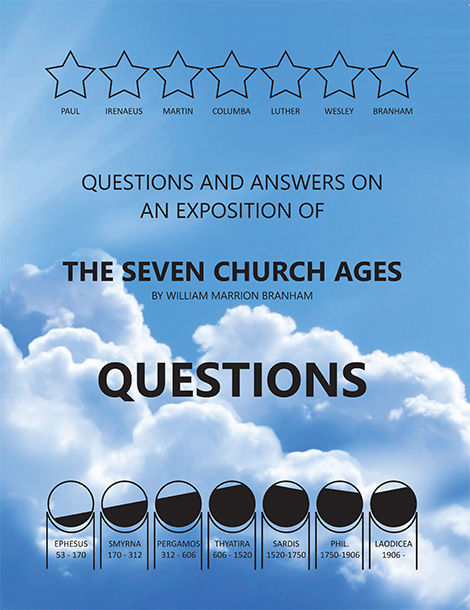 PAUL IRENAEUS MARTIN COLUMBA LUTHER WESLEY BRANHAM
QUESTIONS AND ANSWERS ON
AN EXPOSITION OF
THE SEVEN CHURCH AGES
BY WILLIAM MARRION BRANHAM
QUESTIONS
EPHESUS SMYRNA PERGAMOS THYATIRA SARDIS PHIL. LAODICEA
53 - 170 170 - 312 312 - 606 606 - 1520 1520-1750 1750-1906 1906 -